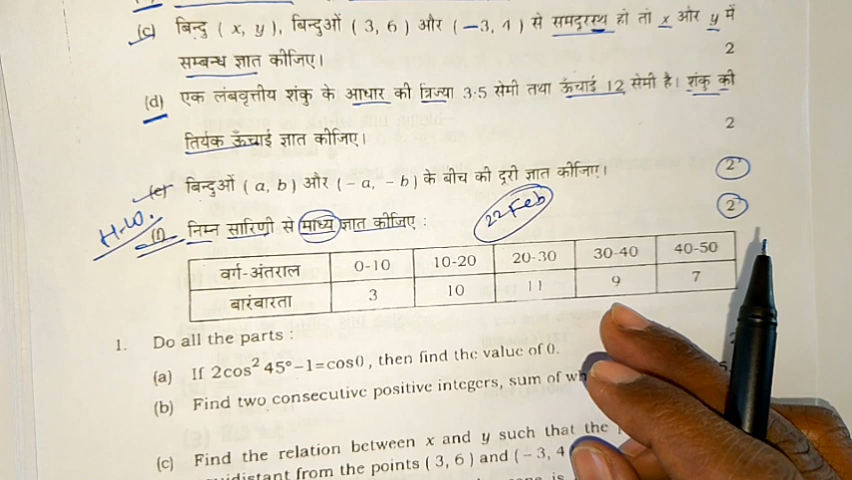 (c) बिन्दु ( x, y ), बिन्दुओं ( 3, 6 ) और ( −3, 4 ) से समदूरस्थ हो तो x और y में
सम्बन्ध ज्ञात कीजिए। 2
(d) एक लंबवृत्तीय शंकु के आधार की त्रिज्या 3·5 सेमी तथा ऊँचाई 12 सेमी है। शंकु की
तिर्यक ऊँचाई ज्ञात कीजिए। 2
(e) बिन्दुओं ( a, b ) और ( −a, −b ) के बीच की दूरी ज्ञात कीजिए। 2
H.W. (f) निम्न सारिणी से माध्य ज्ञात कीजिए : 22 Feb 2
वर्ग-अंतराल 0-10 10-20 20-30 30-40 40-50
बारंबारता 3 10 11 9 7
1. Do all the parts :
(a) If 2cos² 45°−1=cosθ, then find the value of θ.
(b) Find two consecutive positive integers, sum of
(c) Find the relation between x and y such that the
from the points ( 3, 6 ) and ( −3, 4